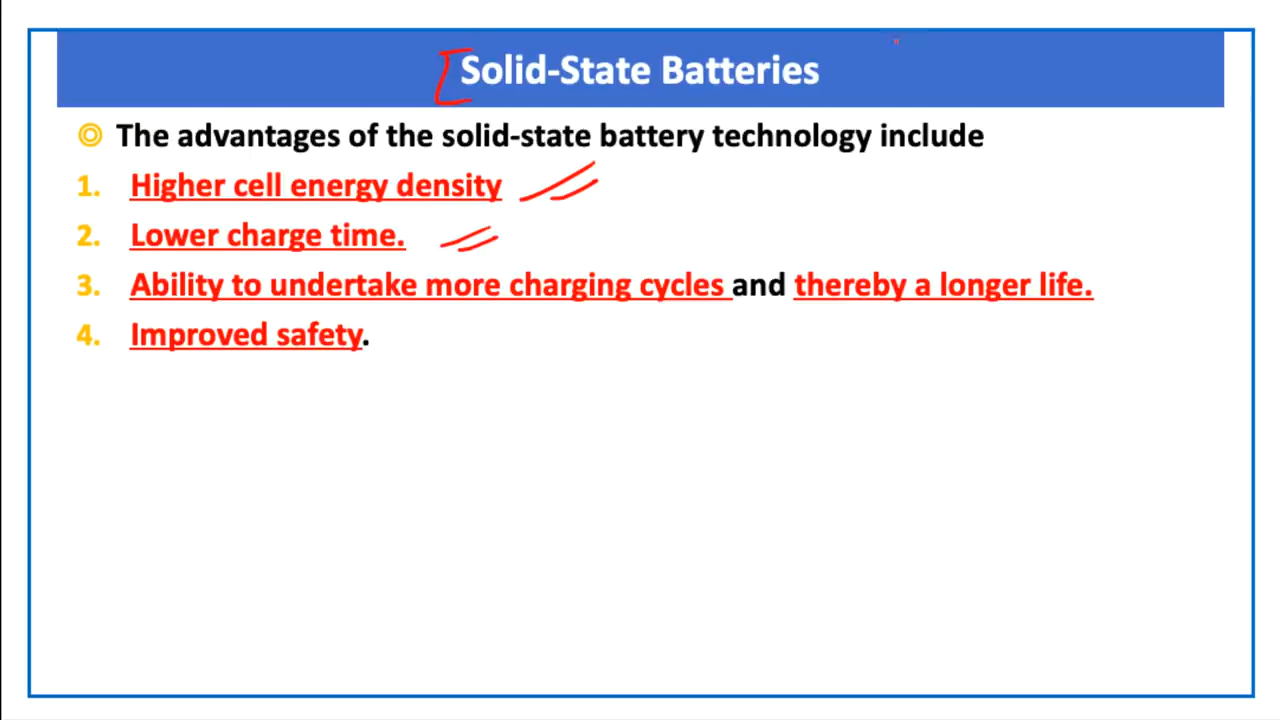 Solid-State Batteries
The advantages of the solid-state battery technology include
1. Higher cell energy density
2. Lower charge time.
3. Ability to undertake more charging cycles and thereby a longer life.
4. Improved safety.